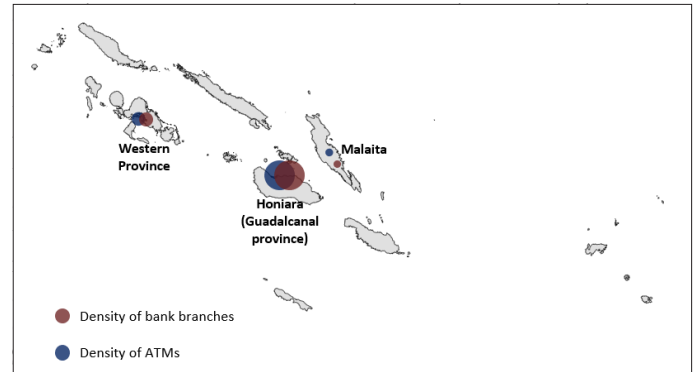 Malaita
Western
Province
Honiara
(Guadalcanal
province)
Density of bank branches
Density of ATMs